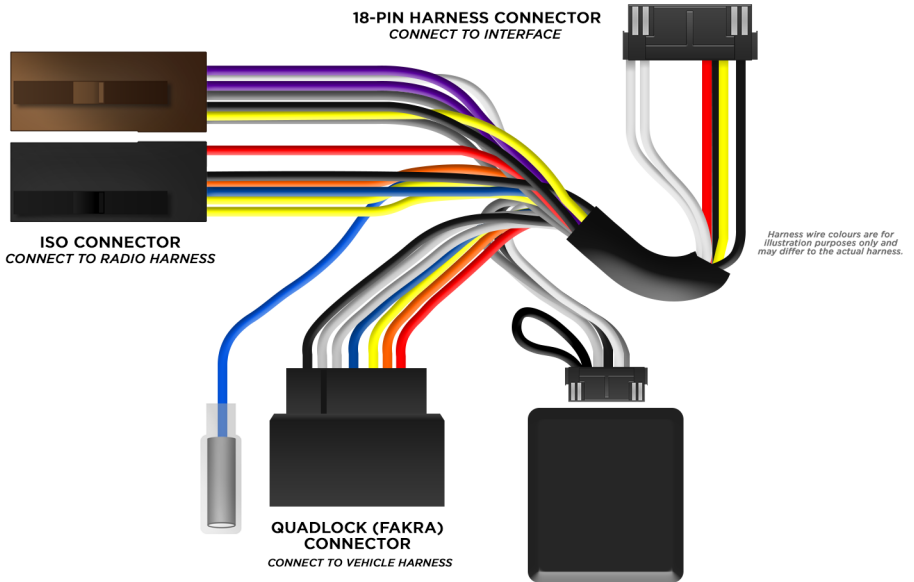 18-PIN HARNESS CONNECTOR
CONNECT TO INTERFACE
ISO CONNECTOR
CONNECT TO RADIO HARNESS
Harness wire colours are for
illustration purposes only and
may differ to the actual harness.
QUADLOCK (FAKRA)
CONNECTOR
CONNECT TO VEHICLE HARNESS